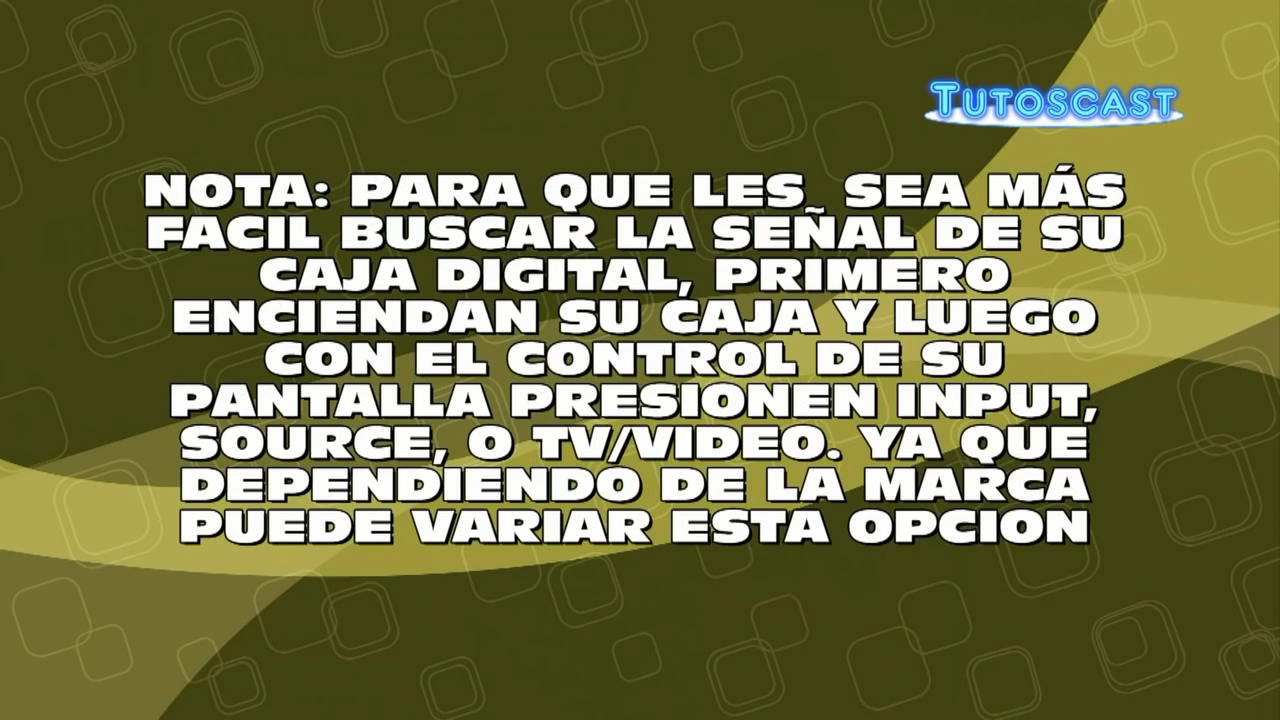 TUTOSCAST
NOTA: PARA QUE LES SEA MÁS
FACIL BUSCAR LA SEÑAL DE SU
CAJA DIGITAL, PRIMERO
ENCIENDAN SU CAJA Y LUEGO
CON EL CONTROL DE SU
PANTALLA PRESIONEN INPUT,
SOURCE, O TV/VIDEO. YA QUE
DEPENDIENDO DE LA MARCA
PUEDE VARIAR ESTA OPCION